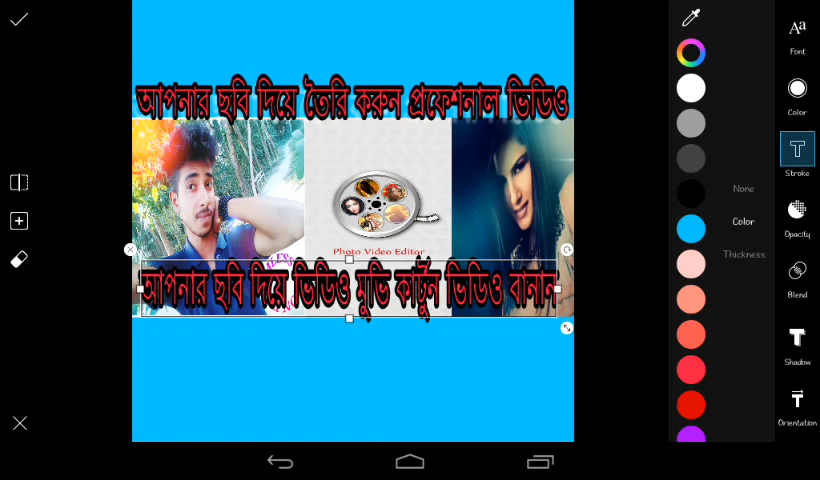 আপনার ছবি দিয়ে তৈরি করুন প্রফেশনাল ভিডিও
Photo Video Editor
আপনার ছবি দিয়ে ভিডিও মুভি কার্টুন ভিডিও বানান
Aa
Font
Color
T
Stroke
None
Color
Thickness
Opacity
Blend
T
Shadow
T
Orientation